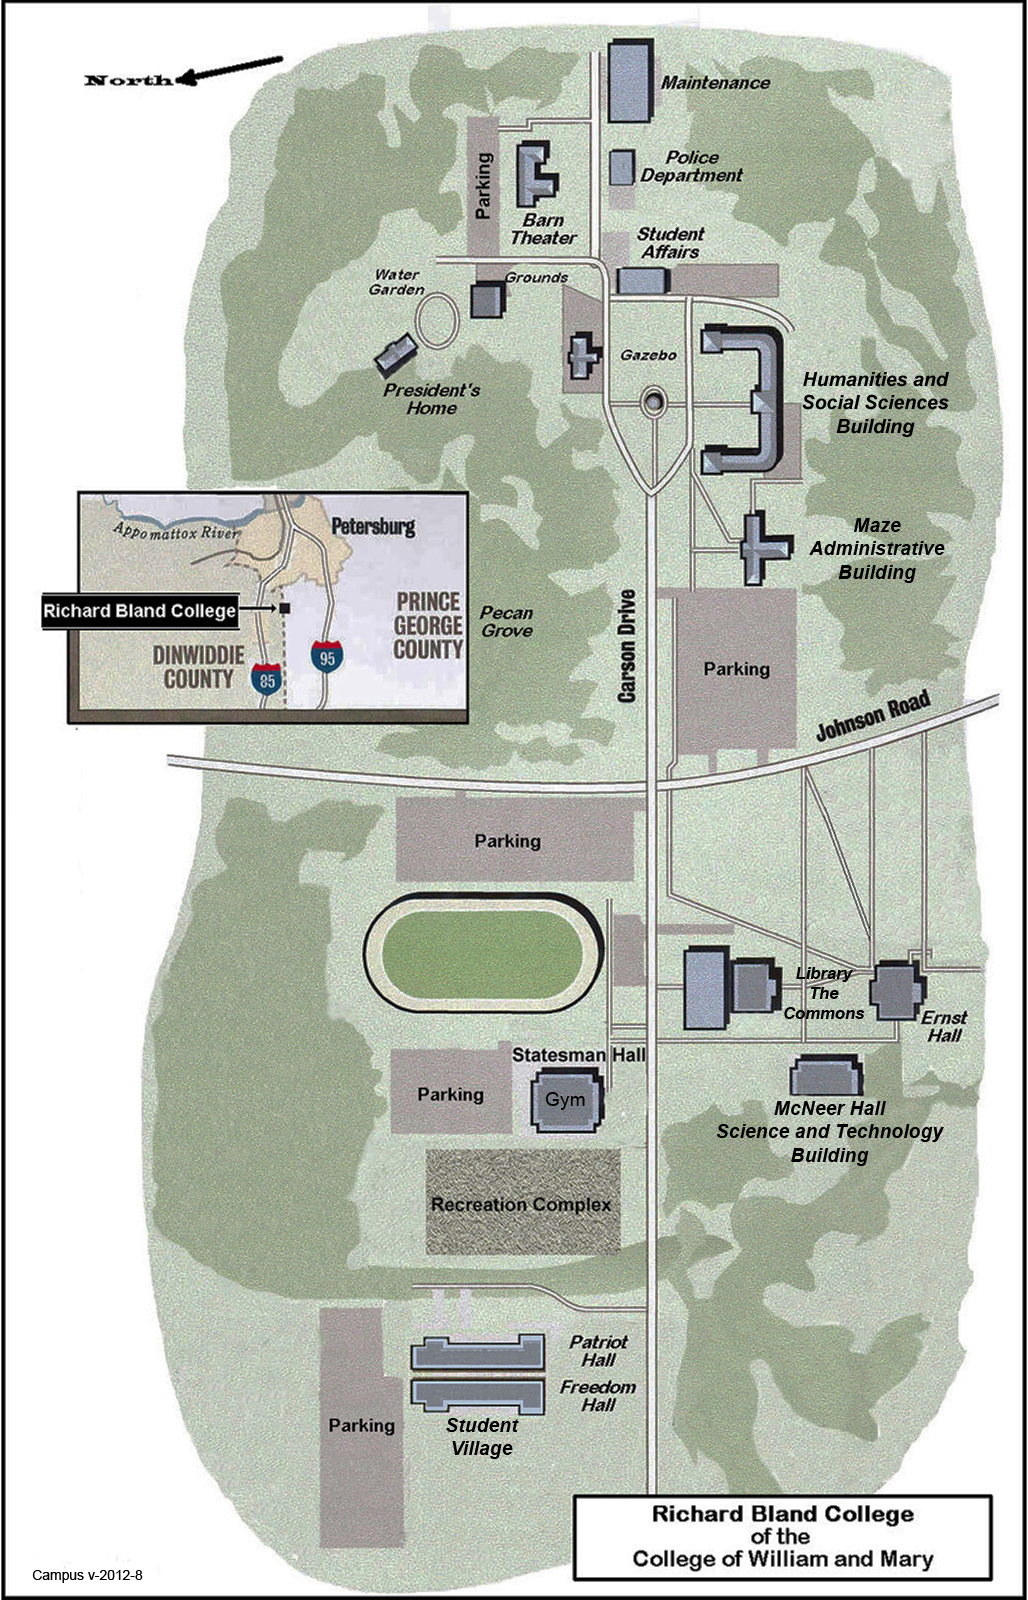 North
Maintenance
Parking
Police
Department
Barn
Theater
Student
Affairs
Water
Garden
Grounds
Gazebo
President's
Home
Humanities and
Social Sciences
Building
Appomattox River
Petersburg
Richard Bland College
PRINCE
GEORGE
COUNTY
DINWIDDIE
COUNTY
95
85
Pecan
Grove
Maze
Administrative
Building
Carson Drive
Parking
Johnson Road
Parking
Library
The
Commons
Ernst
Hall
Statesman Hall
Gym
Parking
McNeer Hall
Science and Technology
Building
Recreation Complex
Patriot
Hall
Freedom
Hall
Parking
Student
Village
Richard Bland College
of the
College of William and Mary
Campus v-2012-8